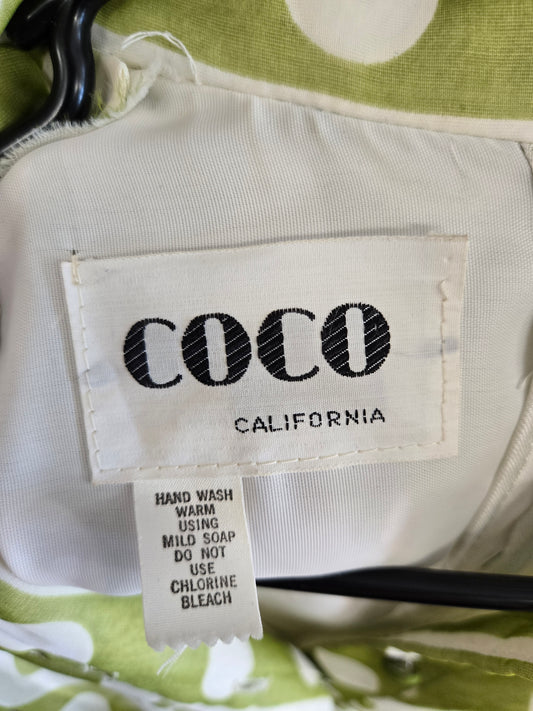 COCO
CALIFORNIA
HAND WASH
WARM
USING
MILD SOAP
DO NOT
USE
CHLORINE
BLEACH